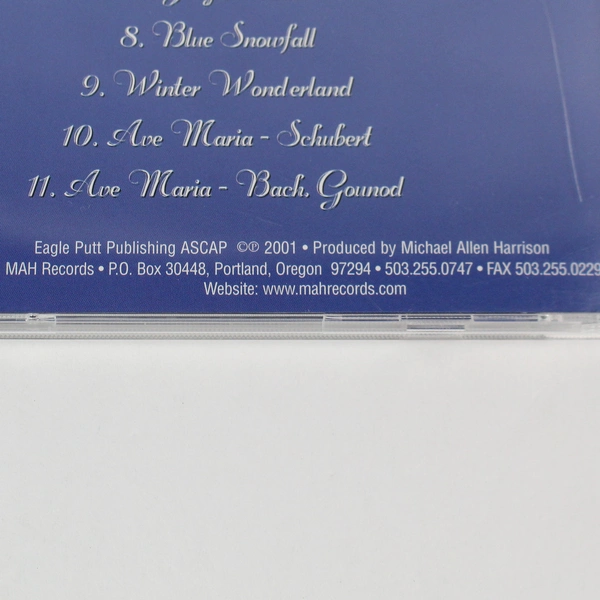 8. Blue Snowfall
9. Winter Wonderland
10. Ave Maria - Schubert
11. Ave Maria - Bach, Gounod
Eagle Putt Publishing ASCAP ©℗ 2001 • Produced by Michael Allen Harrison
MAH Records • P.O. Box 30448, Portland, Oregon 97294 • 503.255.0747 • FAX 503.255.0229
Website: www.mahrecords.com